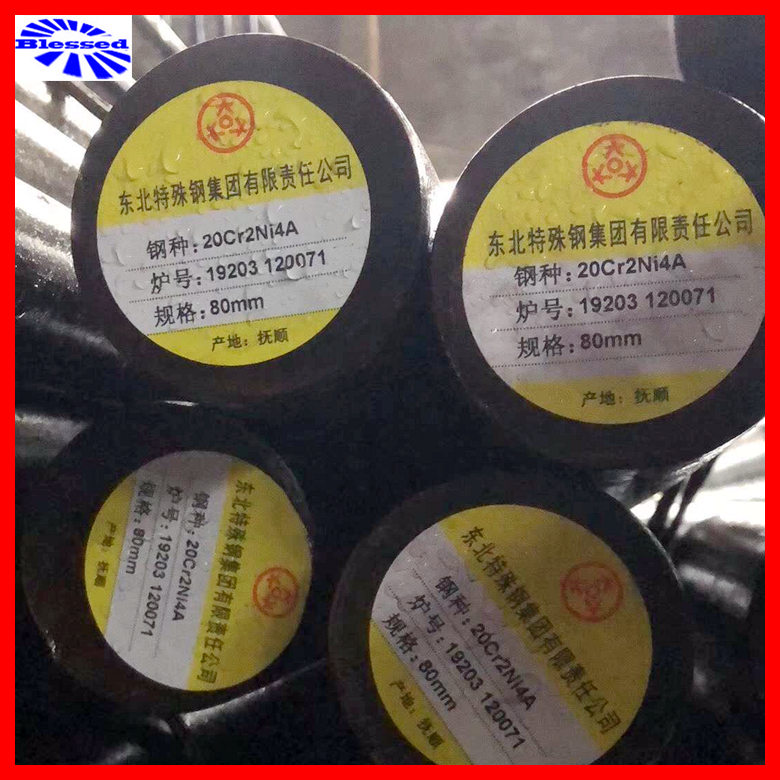 Blessed
东北特殊钢集团有限责任公司
钢种:20Cr2Ni4A
炉号:19203 120071
规格:80mm
产地:抚顺
东北特殊钢集团有限责任公司
钢种:20Cr2Ni4A
炉号:19203 120071
规格:80mm
产地:抚顺
东北特殊钢集团有限责任公司
钢种:20Cr2Ni4A
炉号:19203 120071
规格:80mm
产地:抚顺
东北特殊钢集团有限责任公司
钢种:20Cr2Ni4A
炉号:19203 120071
规格:80mm
产地:抚顺